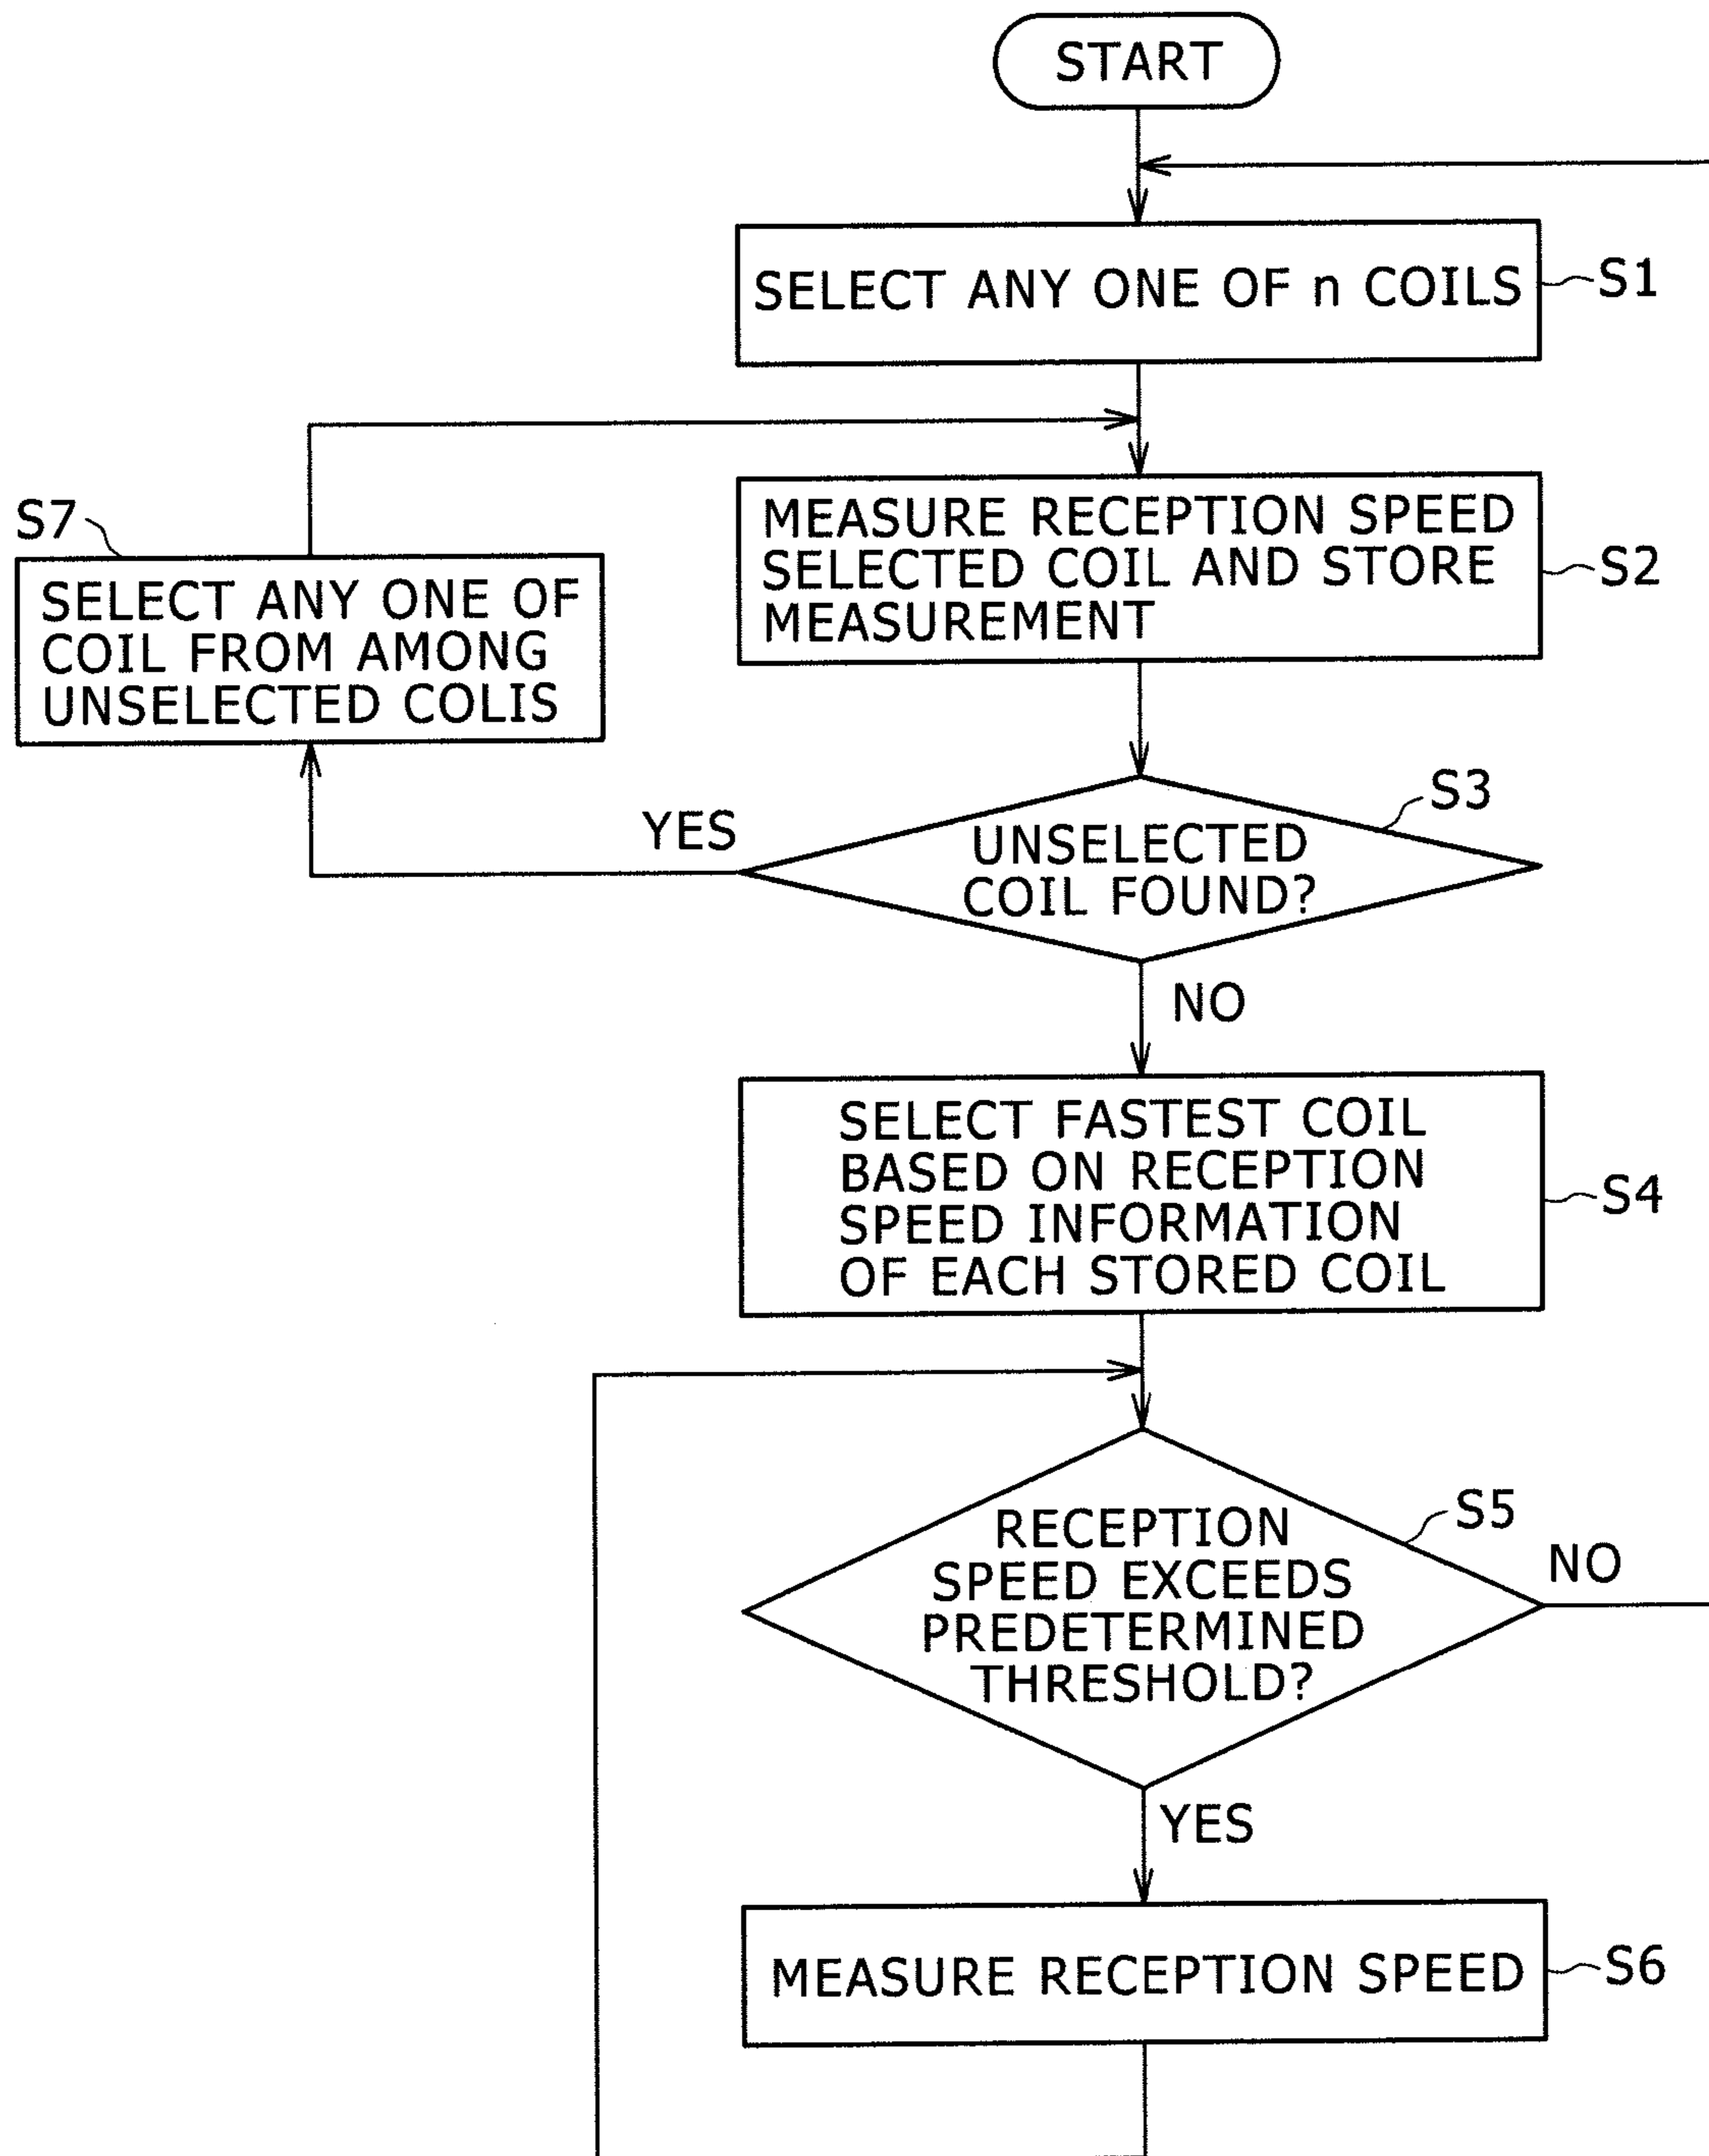 START
SELECT ANY ONE OF n COILS
S1
MEASURE RECEPTION SPEED
SELECTED COIL AND STORE
MEASUREMENT
S2
S7
SELECT ANY ONE OF
COIL FROM AMONG
UNSELECTED COLIS
S3
YES
UNSELECTED
COIL FOUND?
NO
SELECT FASTEST COIL
BASED ON RECEPTION
SPEED INFORMATION
OF EACH STORED COIL
S4
S5
RECEPTION
SPEED EXCEEDS
PREDETERMINED
THRESHOLD?
NO
YES
MEASURE RECEPTION SPEED
S6